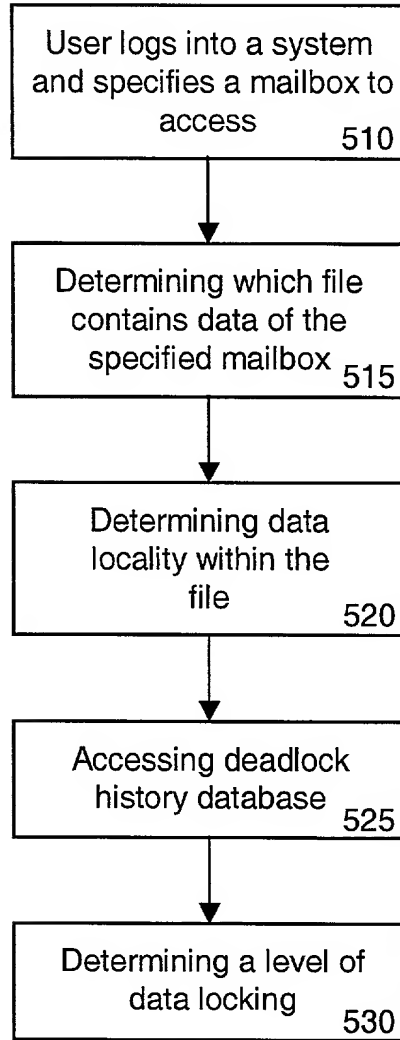 User logs into a system
and specifies a mailbox to
access
510
Determining which file
contains data of the
specified mailbox
515
Determining data
locality within the
file
520
Accessing deadlock
history database
525
Determining a level of
data locking
530